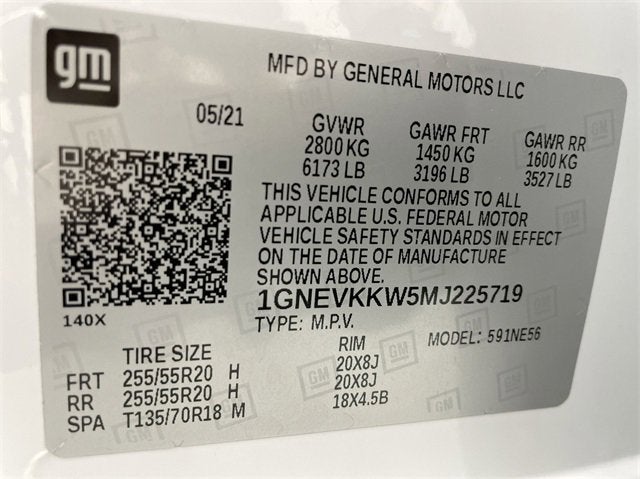 gm
MFD BY GENERAL MOTORS LLC
05/21
GVWR GAWR FRT GAWR RR
2800 KG 1450 KG 1600 KG
6173 LB 3196 LB 3527 LB
THIS VEHICLE CONFORMS TO ALL
APPLICABLE U.S. FEDERAL MOTOR
VEHICLE SAFETY STANDARDS IN EFFECT
ON THE DATE OF MANUFACTURE
SHOWN ABOVE.
1GNEVKKW5MJ225719
140X
TYPE: M.P.V. MODEL: 591NE56
TIRE SIZE RIM
FRT 255/55R20 H 20X8J
RR 255/55R20 H 20X8J
SPA T135/70R18 M 18X4.5B